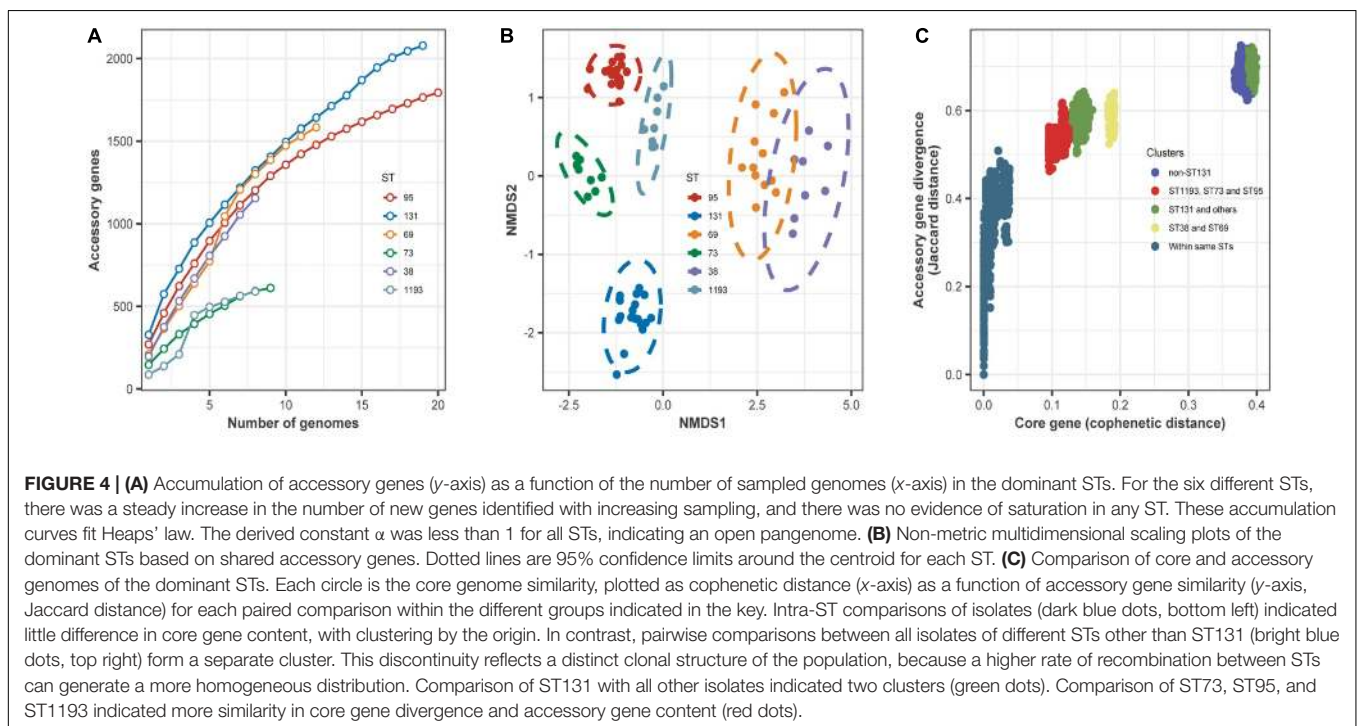 A
B
C
2000
1500
1000
500
0
Accessory genes
5
10
15
20
Number of genomes
ST
95
131
69
73
38
1193
1
0
-1
-2
NMDS2
-2.5
0.0
2.5
5.0
NMDS1
ST
95
131
69
73
38
1193
0.6
0.4
0.2
0.0
Accessory gene divergence
(Jaccard distance)
0.0
0.1
0.2
0.3
0.4
Core gene (cophenetic distance)
Clusters
non-ST131
ST1193, ST73 and ST95
ST131 and others
ST38 and ST69
Within same STs
FIGURE 4 | (A) Accumulation of accessory genes (y-axis) as a function of the number of sampled genomes (x-axis) in the dominant STs. For the six different STs,
there was a steady increase in the number of new genes identified with increasing sampling, and there was no evidence of saturation in any ST. These accumulation
curves fit Heaps' law. The derived constant α was less than 1 for all STs, indicating an open pangenome. (B) Non-metric multidimensional scaling plots of the
dominant STs based on shared accessory genes. Dotted lines are 95% confidence limits around the centroid for each ST. (C) Comparison of core and accessory
genomes of the dominant STs. Each circle is the core genome similarity, plotted as cophenetic distance (x-axis) as a function of accessory gene similarity (y-axis,
Jaccard distance) for each paired comparison within the different groups indicated in the key. Intra-ST comparisons of isolates (dark blue dots, bottom left) indicated
little difference in core gene content, with clustering by the origin. In contrast, pairwise comparisons between all isolates of different STs other than ST131 (bright blue
dots, top right) form a separate cluster. This discontinuity reflects a distinct clonal structure of the population, because a higher rate of recombination between STs
can generate a more homogeneous distribution. Comparison of ST131 with all other isolates indicated two clusters (green dots). Comparison of ST73, ST95, and
ST1193 indicated more similarity in core gene divergence and accessory gene content (red dots).